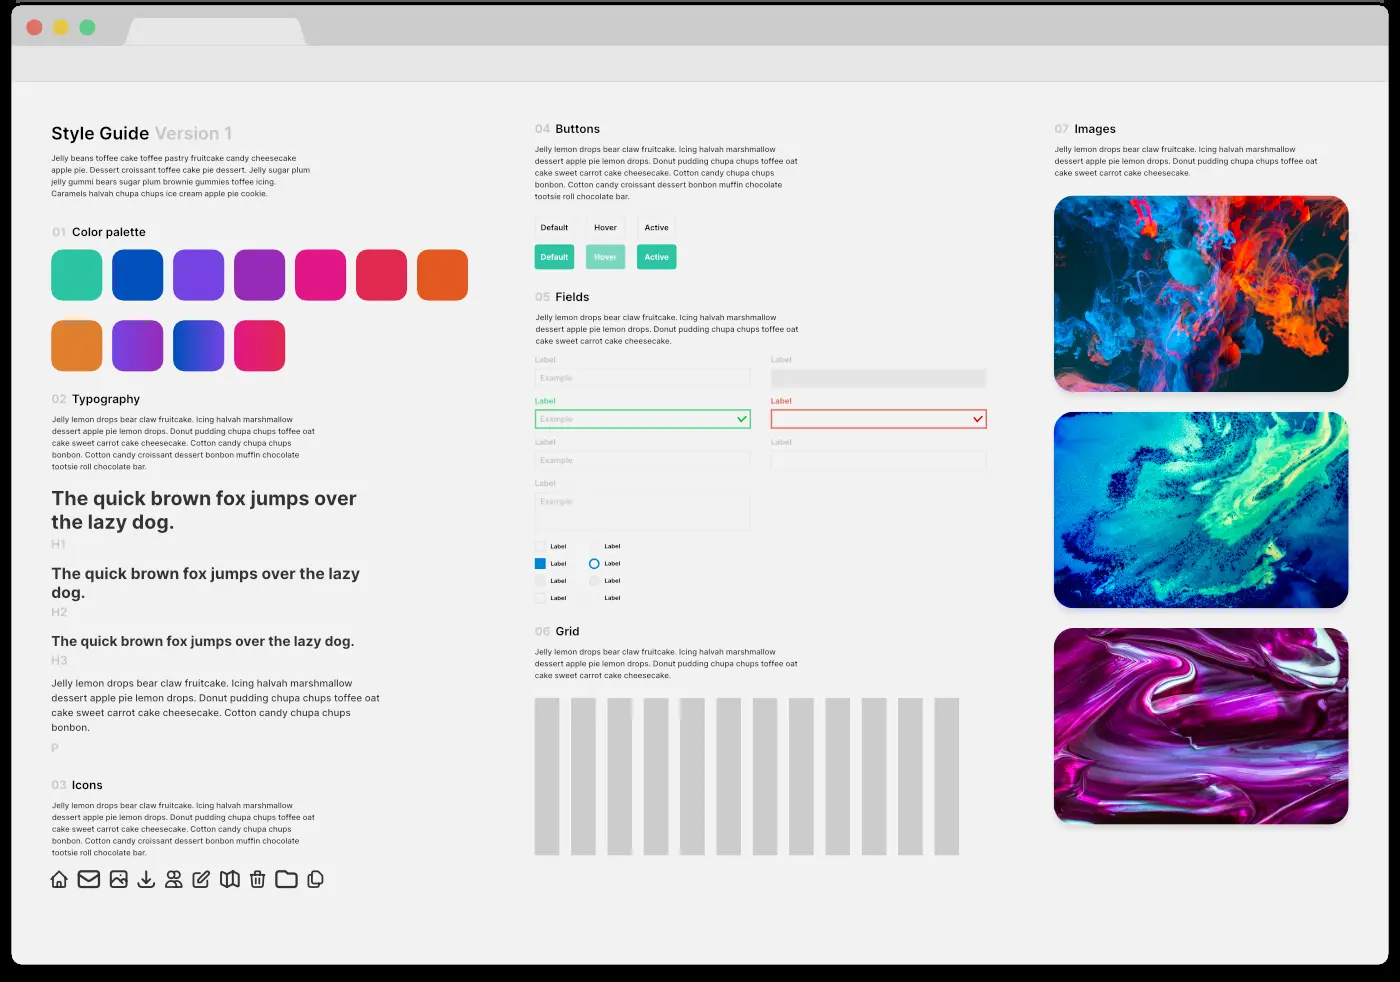 Style Guide Version 1
Jelly beans toffee cake toffee pastry fruitcake candy cheesecake
apple pie. Dessert croissant toffee cake pie dessert. Jelly sugar plum
jelly gummi bears sugar plum brownie gummies toffee icing.
Caramels halvah chupa chups ice cream apple pie cookie.
01 Color palette
02 Typography
Jelly lemon drops bear claw fruitcake. Icing halvah marshmallow
dessert apple pie lemon drops. Donut pudding chupa chups toffee oat
cake sweet carrot cake cheesecake. Cotton candy chupa chups
bonbon. Cotton candy croissant dessert bonbon muffin chocolate
tootsie roll chocolate bar.
The quick brown fox jumps over
the lazy dog.
H1
The quick brown fox jumps over the lazy
dog.
H2
The quick brown fox jumps over the lazy dog.
H3
Jelly lemon drops bear claw fruitcake. Icing halvah marshmallow
dessert apple pie lemon drops. Donut pudding chupa chups toffee oat
cake sweet carrot cake cheesecake. Cotton candy chupa chups
bonbon.
P
03 Icons
Jelly lemon drops bear claw fruitcake. Icing halvah marshmallow
dessert apple pie lemon drops. Donut pudding chupa chups toffee oat
cake sweet carrot cake cheesecake. Cotton candy chupa chups
bonbon. Cotton candy croissant dessert bonbon muffin chocolate
tootsie roll chocolate bar.
04 Buttons
Jelly lemon drops bear claw fruitcake. Icing halvah marshmallow
dessert apple pie lemon drops. Donut pudding chupa chups toffee oat
cake sweet carrot cake cheesecake. Cotton candy chupa chups
bonbon. Cotton candy croissant dessert bonbon muffin chocolate
tootsie roll chocolate bar.
Default Hover Active
Default Hover Active
05 Fields
Jelly lemon drops bear claw fruitcake. Icing halvah marshmallow
dessert apple pie lemon drops. Donut pudding chupa chups toffee oat
cake sweet carrot cake cheesecake.
Label Label
Example
Label Label
Example
Label Label
Example
Label
Example
Label Label
Label Label
Label Label
Label Label
06 Grid
Jelly lemon drops bear claw fruitcake. Icing halvah marshmallow
dessert apple pie lemon drops. Donut pudding chupa chups toffee oat
cake sweet carrot cake cheesecake.
07 Images
Jelly lemon drops bear claw fruitcake. Icing halvah marshmallow
dessert apple pie lemon drops. Donut pudding chupa chups toffee oat
cake sweet carrot cake cheesecake.